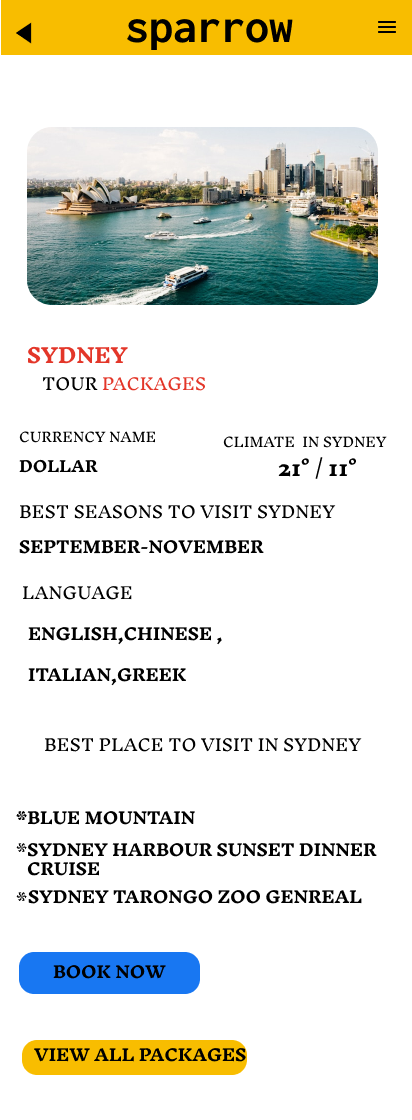 sparrow
SYDNEY
TOUR PACKAGES
CURRENCY NAME
DOLLAR
CLIMATE IN SYDNEY
21° / 11°
BEST SEASONS TO VISIT SYDNEY
SEPTEMBER-NOVEMBER
LANGUAGE
ENGLISH,CHINESE ,
ITALIAN,GREEK
BEST PLACE TO VISIT IN SYDNEY
*BLUE MOUNTAIN
*SYDNEY HARBOUR SUNSET DINNER
CRUISE
*SYDNEY TARONGO ZOO GENREAL
BOOK NOW
VIEW ALL PACKAGES